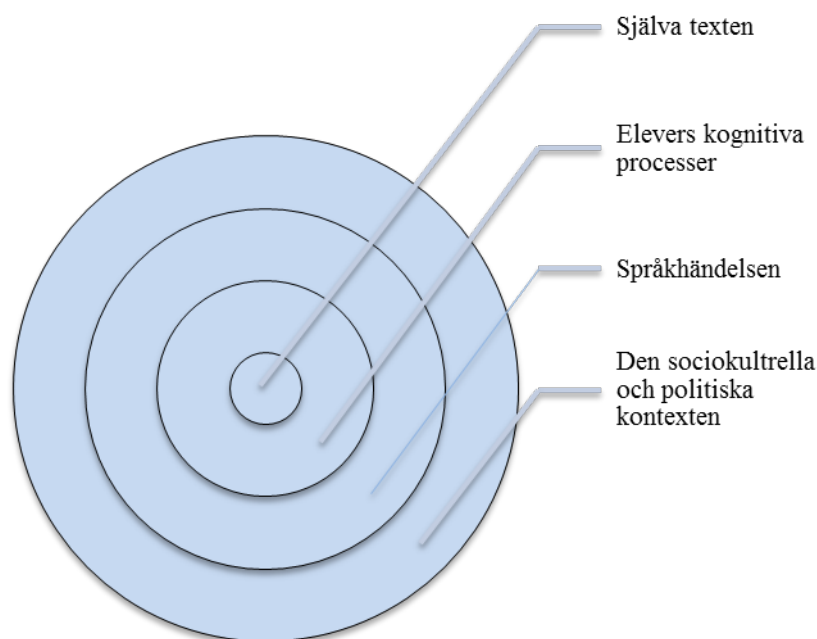 Själva texten
Elevers kognitiva
processer
Språkhändelsen
Den sociokultrella
och politiska
kontexten